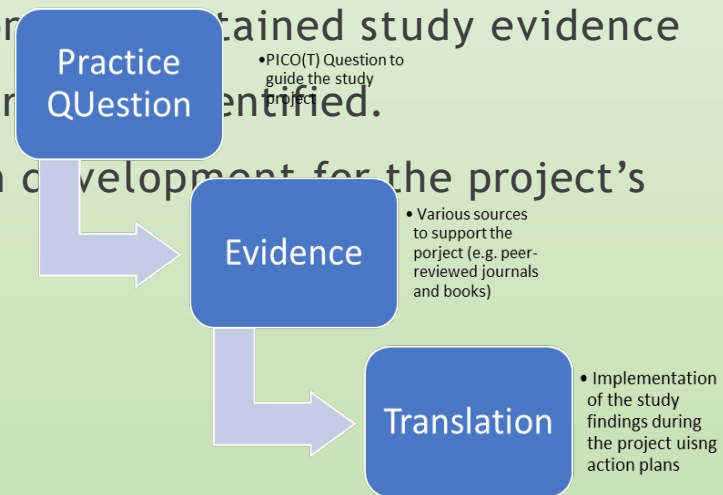 tained study evidence
Practice
QUestion
•PICO(T) Question to
guide the study
project
entified.
velopment for the project’s
Evidence
• Various sources
to support the
porject (e.g. peer-
reviewed journals
and books)
Translation
• Implementation
of the study
findings during
the project uisng
action plans